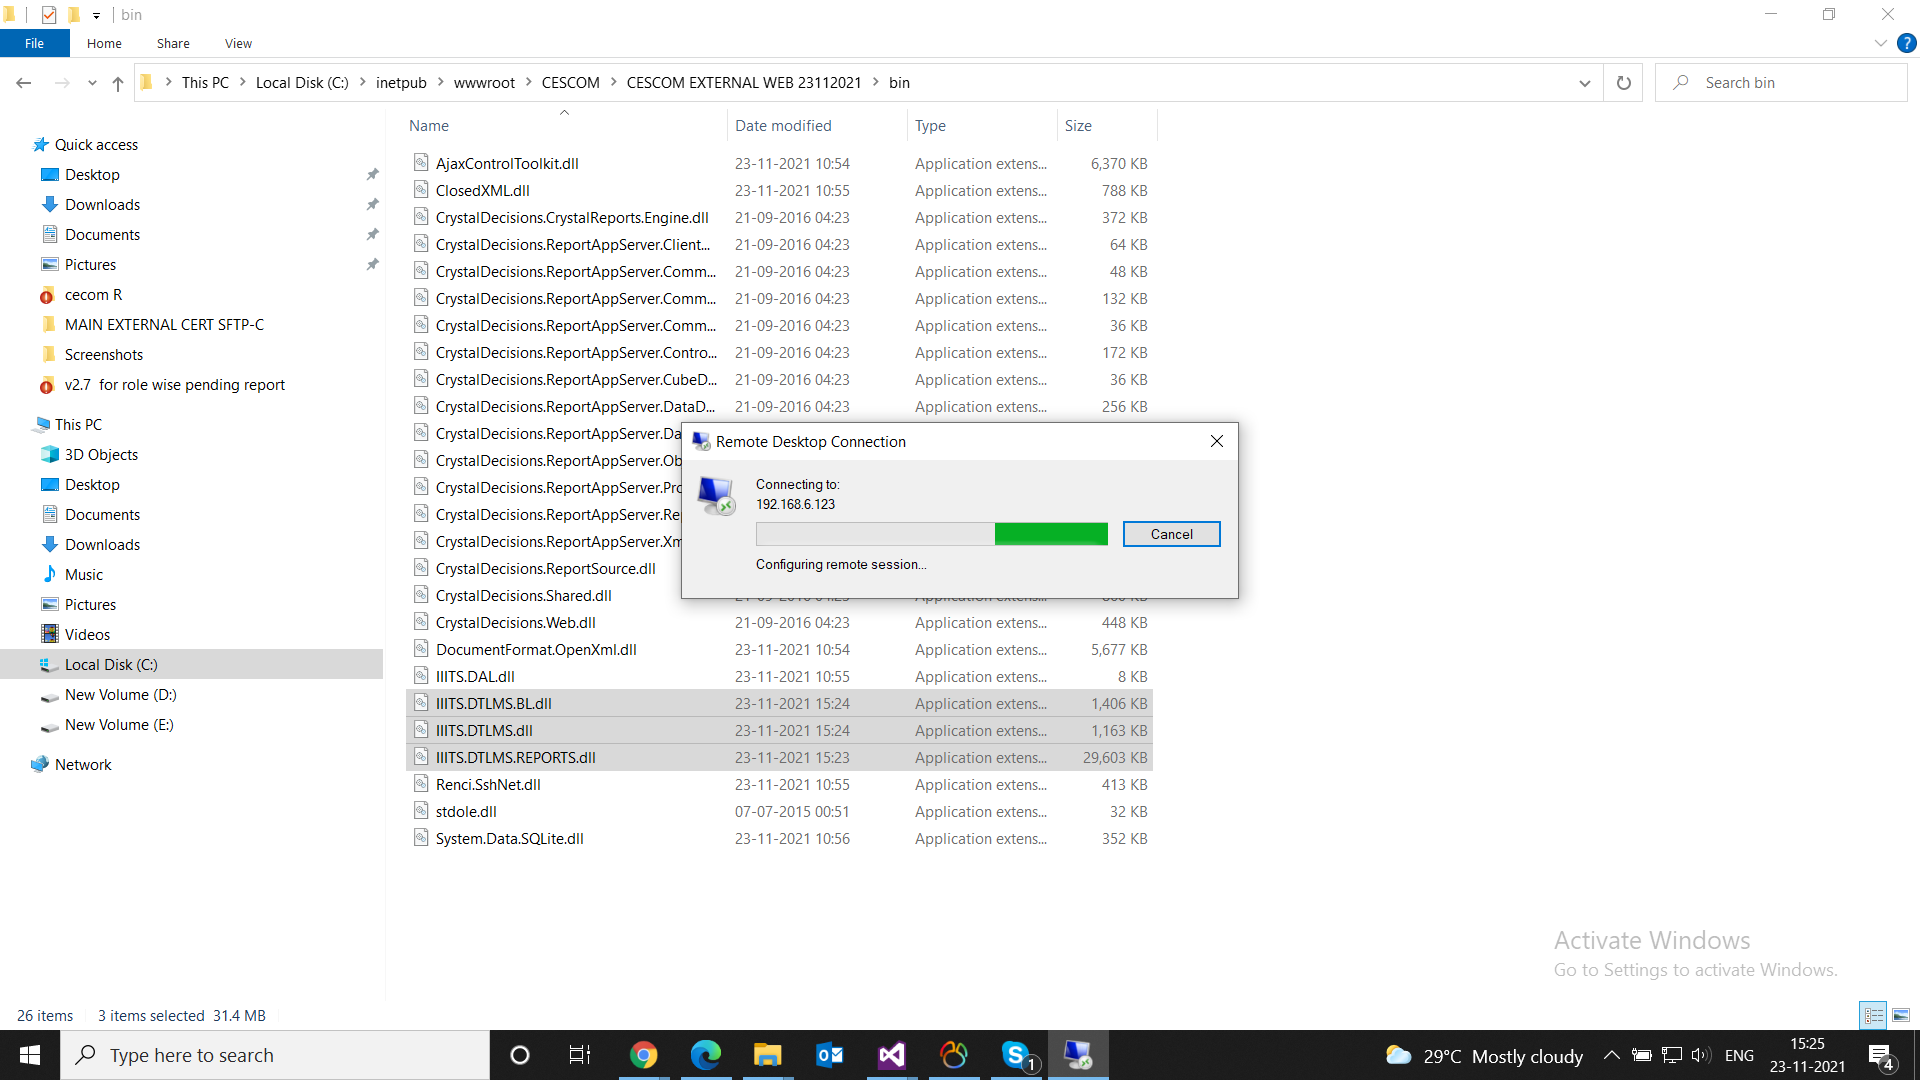 bin
File Home Share View
This PC Local Disk (C:) inetpub wwwroot CESCOM CESCOM EXTERNAL WEB 23112021 bin
Search bin
Name Date modified Type Size
Quick access
Desktop
Downloads
Documents
Pictures
cecom R
MAIN EXTERNAL CERT SFTP-C
Screenshots
v2.7 for role wise pending report
This PC
3D Objects
Desktop
Documents
Downloads
Music
Pictures
Videos
Local Disk (C:)
New Volume (D:)
New Volume (E:)
Network
AjaxControlToolkit.dll 23-11-2021 10:54 Application extens... 6,370 KB
ClosedXML.dll 23-11-2021 10:55 Application extens... 788 KB
CrystalDecisions.CrystalReports.Engine.dll 21-09-2016 04:23 Application extens... 372 KB
CrystalDecisions.ReportAppServer.Client... 21-09-2016 04:23 Application extens... 64 KB
CrystalDecisions.ReportAppServer.Comm... 21-09-2016 04:23 Application extens... 48 KB
CrystalDecisions.ReportAppServer.Comm... 21-09-2016 04:23 Application extens... 132 KB
CrystalDecisions.ReportAppServer.Comm... 21-09-2016 04:23 Application extens... 36 KB
CrystalDecisions.ReportAppServer.Contro... 21-09-2016 04:23 Application extens... 172 KB
CrystalDecisions.ReportAppServer.CubeD... 21-09-2016 04:23 Application extens... 36 KB
CrystalDecisions.ReportAppServer.DataD... 21-09-2016 04:23 Application extens... 256 KB
CrystalDecisions.ReportAppServer.Da
CrystalDecisions.ReportAppServer.Ob
CrystalDecisions.ReportAppServer.Pro
CrystalDecisions.ReportAppServer.Re
CrystalDecisions.ReportAppServer.Xm
CrystalDecisions.ReportSource.dll
CrystalDecisions.Shared.dll
CrystalDecisions.Web.dll 21-09-2016 04:23 Application extens... 448 KB
DocumentFormat.OpenXml.dll 23-11-2021 10:54 Application extens... 5,677 KB
IIITS.DAL.dll 23-11-2021 10:55 Application extens... 8 KB
IIITS.DTLMS.BL.dll 23-11-2021 15:24 Application extens... 1,406 KB
IIITS.DTLMS.dll 23-11-2021 15:24 Application extens... 1,163 KB
IIITS.DTLMS.REPORTS.dll 23-11-2021 15:23 Application extens... 29,603 KB
Renci.SshNet.dll 23-11-2021 10:55 Application extens... 413 KB
stdole.dll 07-07-2015 00:51 Application extens... 32 KB
System.Data.SQLite.dll 23-11-2021 10:56 Application extens... 352 KB
Remote Desktop Connection
Connecting to:
192.168.6.123
Cancel
Configuring remote session...
Activate Windows
Go to Settings to activate Windows.
26 items 3 items selected 31.4 MB
Type here to search
1
29°C Mostly cloudy
ENG
15:25
23-11-2021
4